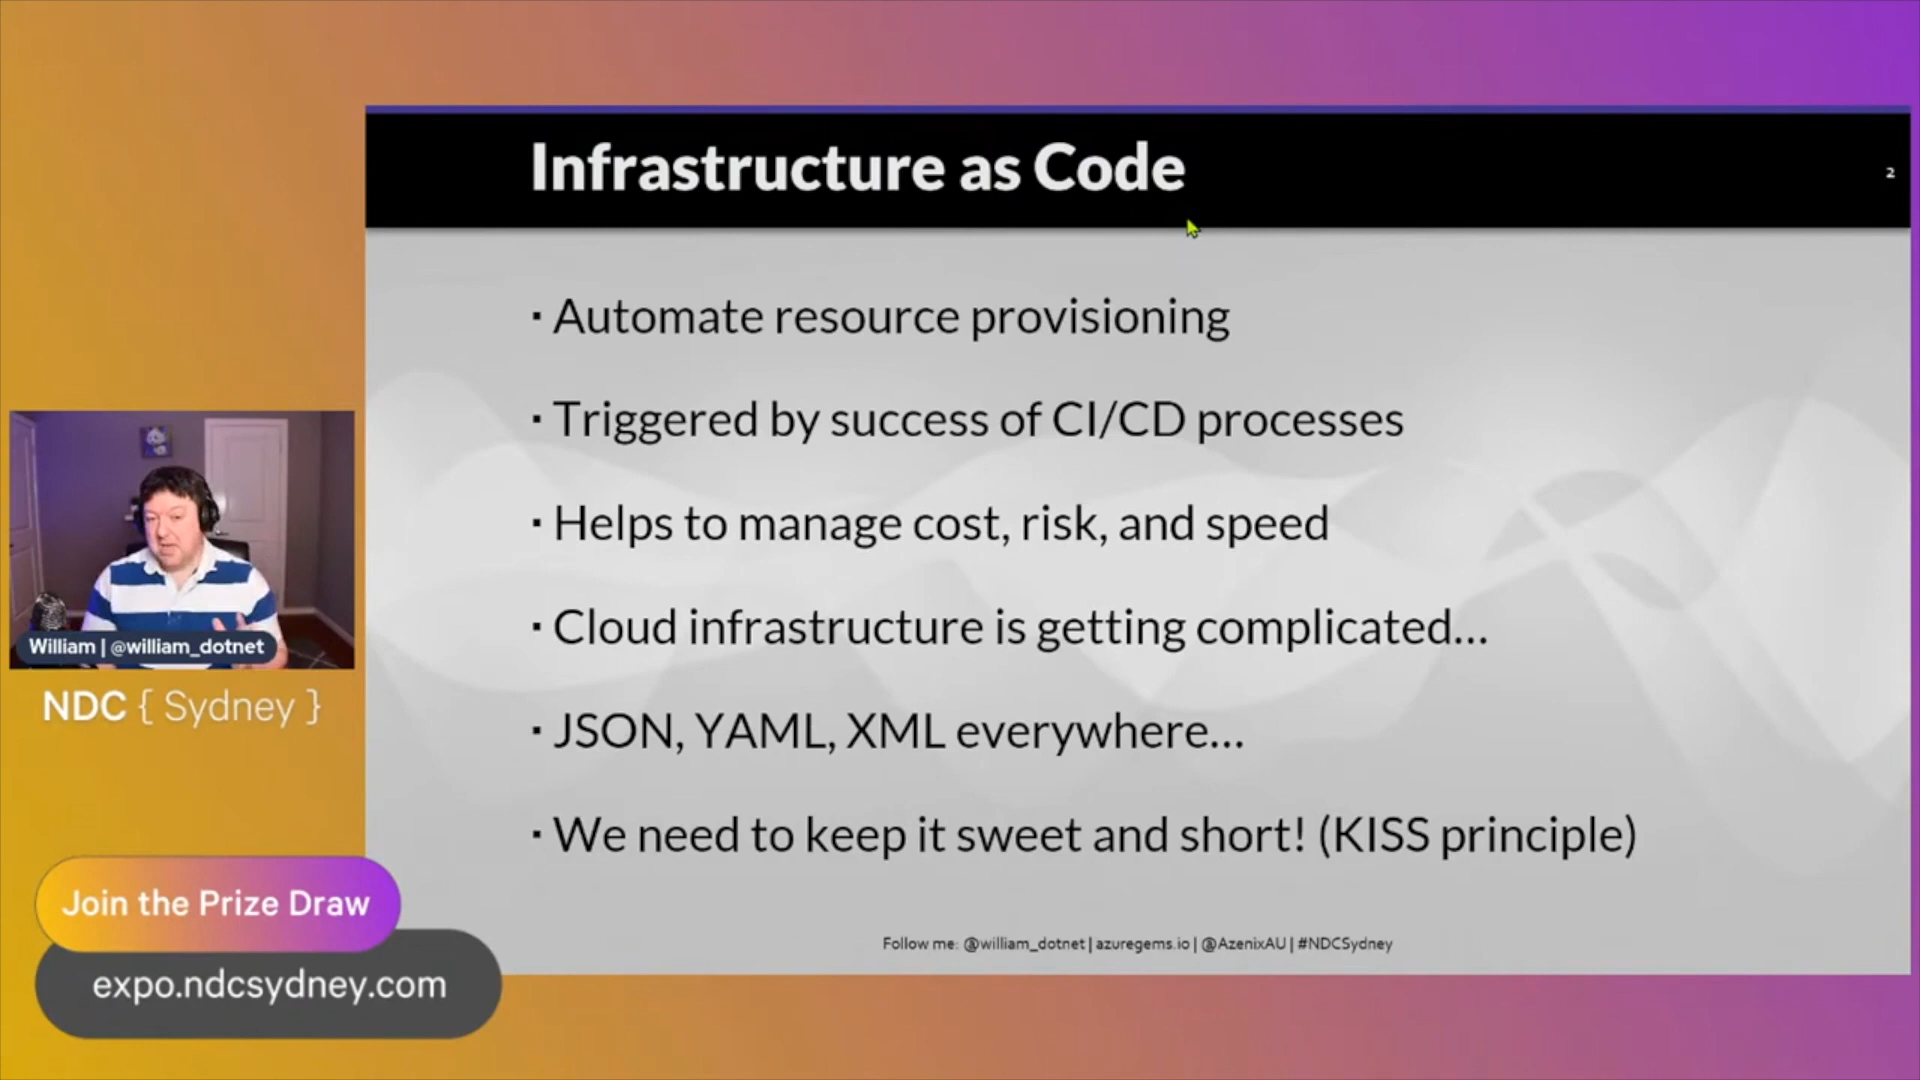 Infrastructure as Code
2
▪ Automate resource provisioning
▪ Triggered by success of CI/CD processes
▪ Helps to manage cost, risk, and speed
▪ Cloud infrastructure is getting complicated...
▪ JSON, YAML, XML everywhere...
▪ We need to keep it sweet and short! (KISS principle)
Follow me: @william_dotnet | azuregems.io | @AzenixAU | #NDCSydney
William | @william_dotnet
NDC { Sydney }
Join the Prize Draw
expo.ndcsydney.com